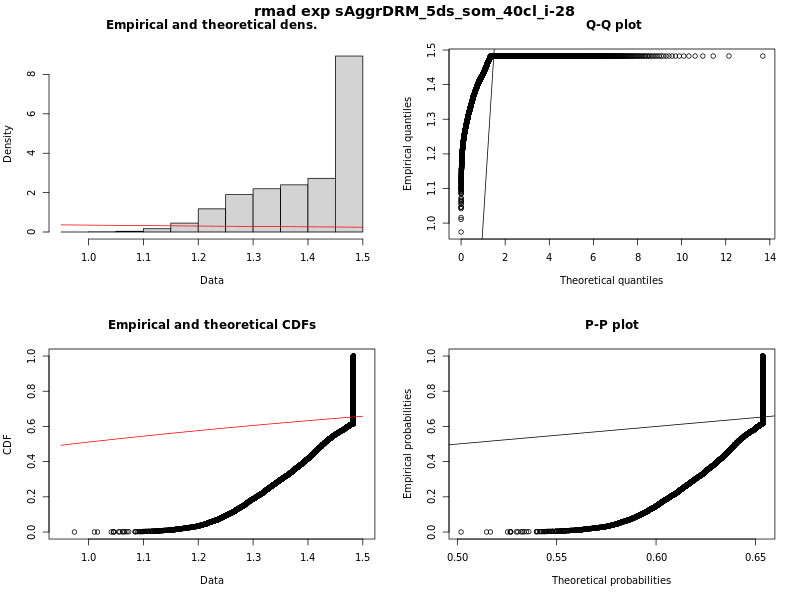 rmad exp sAggrDRM_5ds_som_40cl_i-28
Empirical and theoretical dens.
Density
0 2 4 6 8
1.0 1.1 1.2 1.3 1.4 1.5
Data
Q-Q plot
Empirical quantiles
1.0 1.1 1.2 1.3 1.4 1.5
0 2 4 6 8 10 12 14
Theoretical quantiles
Empirical and theoretical CDFs
CDF
0.0 0.2 0.4 0.6 0.8 1.0
1.0 1.1 1.2 1.3 1.4 1.5
Data
P-P plot
Empirical probabilities
0.0 0.2 0.4 0.6 0.8 1.0
0.50 0.55 0.60 0.65
Theoretical probabilities